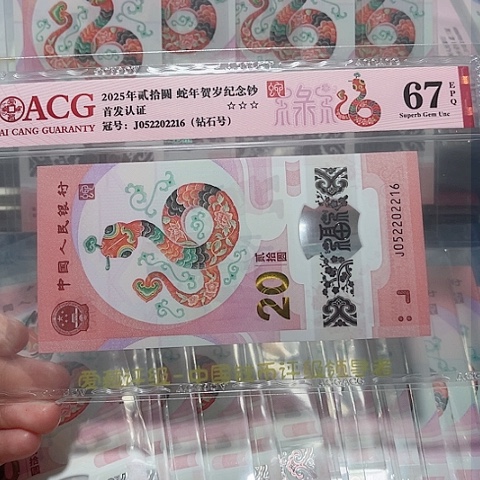 ACG
AI CANG GUARANTY
2025年贰拾圆 蛇年贺岁纪念钞
首发认证 ☆☆☆
冠号：J052202216（钻石号）
67 EPQ
Superb Gem Unc
中国人民银行
贰拾圆
20
J052202216